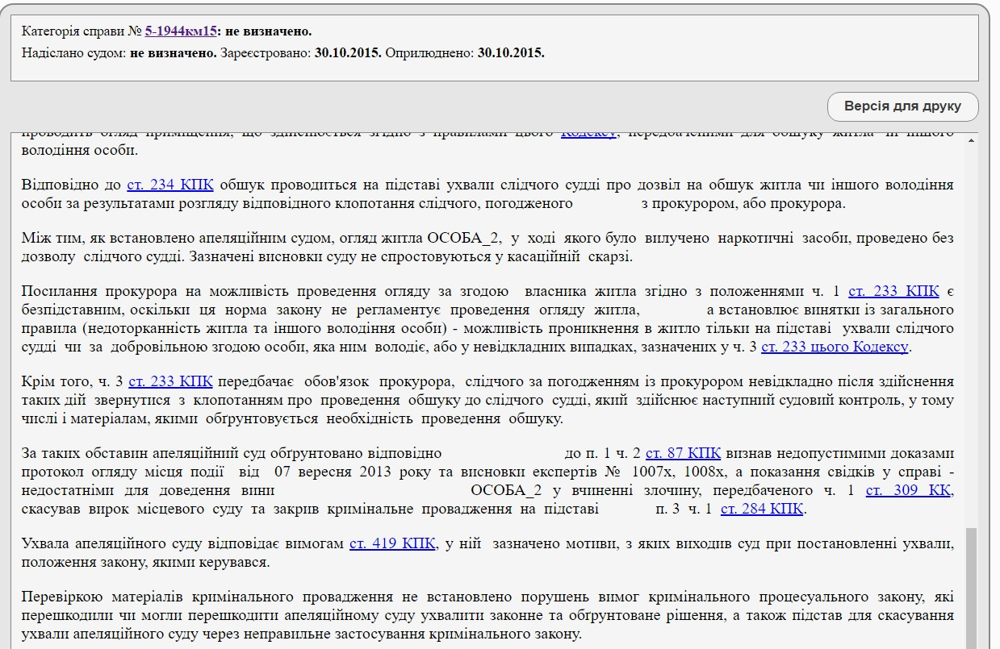 Категорія справи № 5-1944км15: не визначено.
Надіслано судом: не визначено. Зареєстровано: 30.10.2015. Оприлюднено: 30.10.2015.
Версія для друку
проводить огляд приміщення, що здійснюється згідно з правилами цього Кодексу, передбаченими для обшуку житла чи іншого
володіння особи.
Відповідно до ст. 234 КПК обшук проводиться на підставі ухвали слідчого судді про дозвіл на обшук житла чи іншого володіння
особи за результатами розгляду відповідного клопотання слідчого, погодженого з прокурором, або прокурора.
Між тим, як встановлено апеляційним судом, огляд житла ОСОБА_2, у ході якого було вилучено наркотичні засоби, проведено без
дозволу слідчого судді. Зазначені висновки суду не спростовуються у касаційній скарзі.
Посилання прокурора на можливість проведення огляду за згодою власника житла згідно з положеннями ч. 1 ст. 233 КПК є
безпідставним, оскільки ця норма закону не регламентує проведення огляду житла, а встановлює винятки із загального
правила (недоторканність житла та іншого володіння особи) - можливість проникнення в житло тільки на підставі ухвали слідчого
судді чи за добровільною згодою особи, яка ним володіє, або у невідкладних випадках, зазначених у ч. 3 ст. 233 цього Кодексу.
Крім того, ч. 3 ст. 233 КПК передбачає обов'язок прокурора, слідчого за погодженням із прокурором невідкладно після здійснення
таких дій звернутися з клопотанням про проведення обшуку до слідчого судді, який здійснює наступний судовий контроль, у тому
числі і матеріалам, якими обґрунтовується необхідність проведення обшуку.
За таких обставин апеляційний суд обґрунтовано відповідно до п. 1 ч. 2 ст. 87 КПК визнав недопустимими доказами
протокол огляду місця події від 07 вересня 2013 року та висновки експертів № 1007х, 1008х, а показання свідків у справі -
недостатніми для доведення вини ОСОБА_2 у вчиненні злочину, передбаченого ч. 1 ст. 309 КК,
скасував вирок місцевого суду та закрив кримінальне провадження на підставі п. 3 ч. 1 ст. 284 КПК.
Ухвала апеляційного суду відповідає вимогам ст. 419 КПК, у ній зазначено мотиви, з яких виходив суд при постановленні ухвали,
положення закону, якими керувався.
Перевіркою матеріалів кримінального провадження не встановлено порушень вимог кримінального процесуального закону, які
перешкодили чи могли перешкодити апеляційному суду ухвалити законне та обґрунтоване рішення, а також підстав для скасування
ухвали апеляційного суду через неправильне застосування кримінального закону.